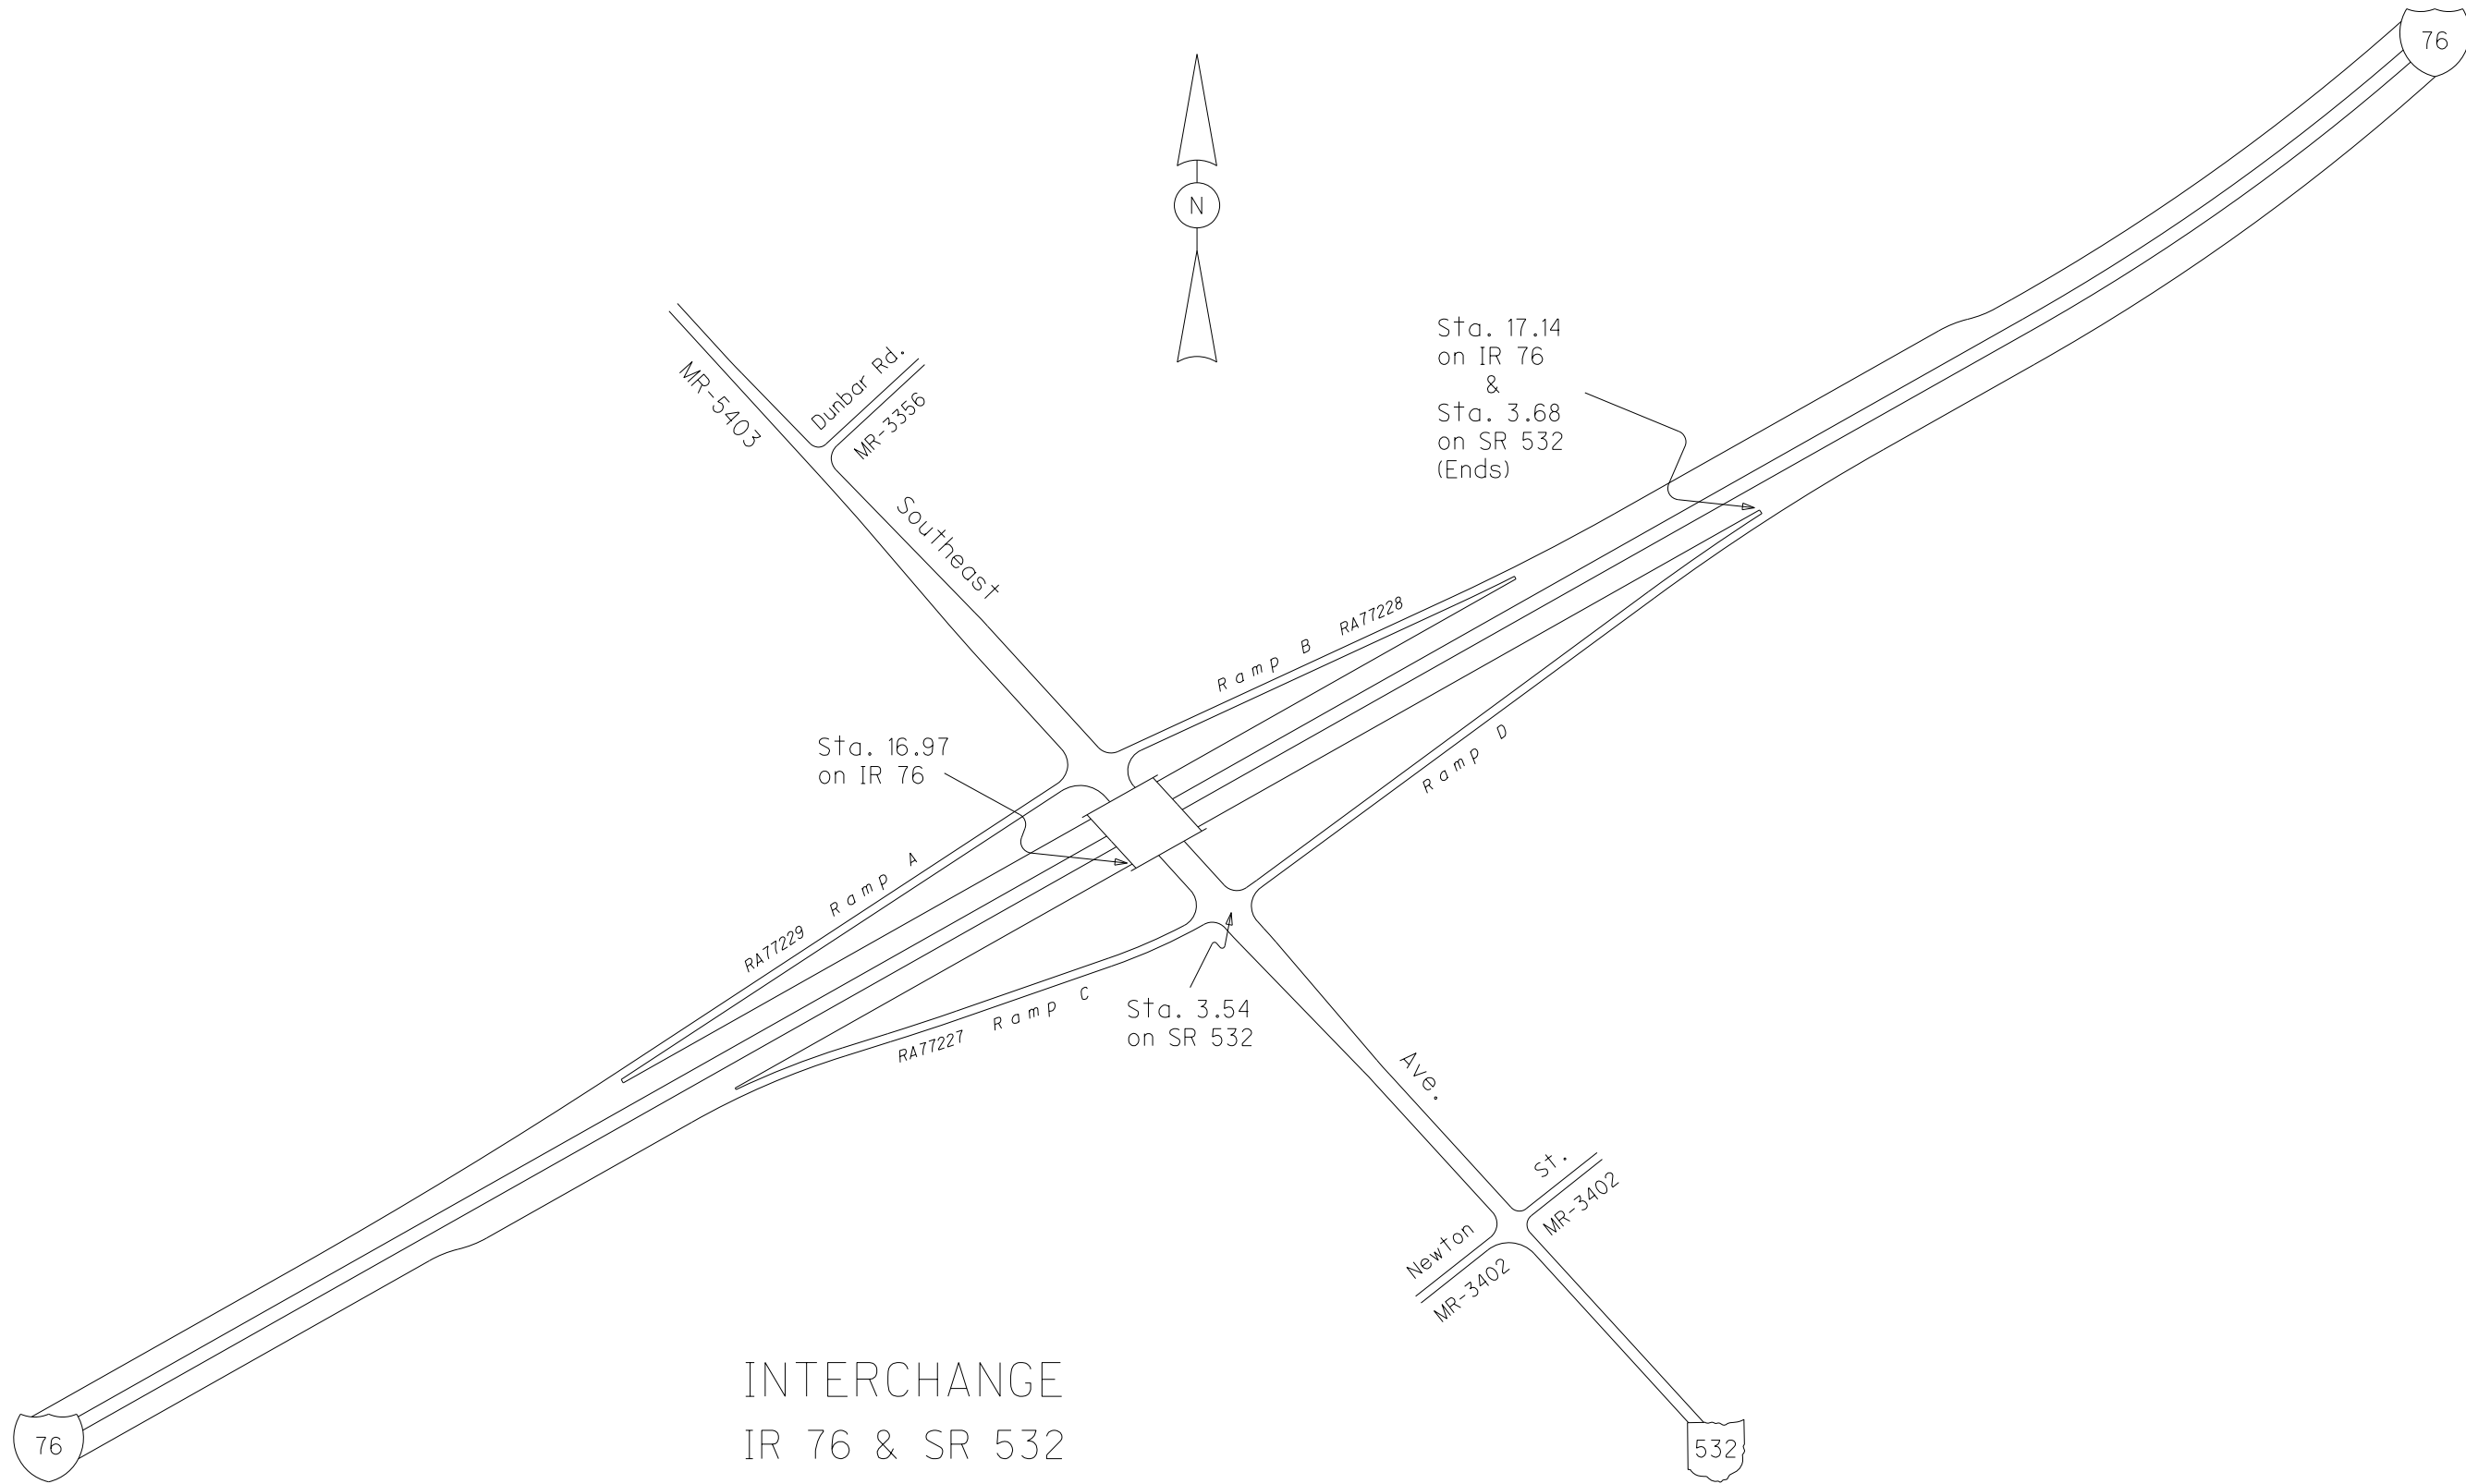 76
N
Sta. 17.14
on IR 76
&
Sta. 3.68
on SR 532
(Ends)
Dunbar Rd.
MR-5403
MR-3356
Southeast
Ramp B RA77228
Sta. 16.97
on IR 76
Ramp D
RA77229 Ramp A
RA77227 Ramp C
Sta. 3.54
on SR 532
Ave.
St.
MR-3402
Newton
MR-3402
INTERCHANGE
IR 76 & SR 532
76
532